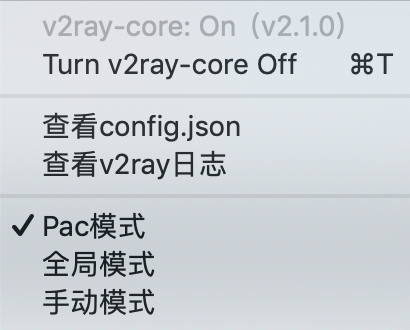 v2ray-core: On（v2.1.0）
Turn v2ray-core Off ⌘T
查看config.json
查看v2ray日志
✓ Pac模式
全局模式
手动模式